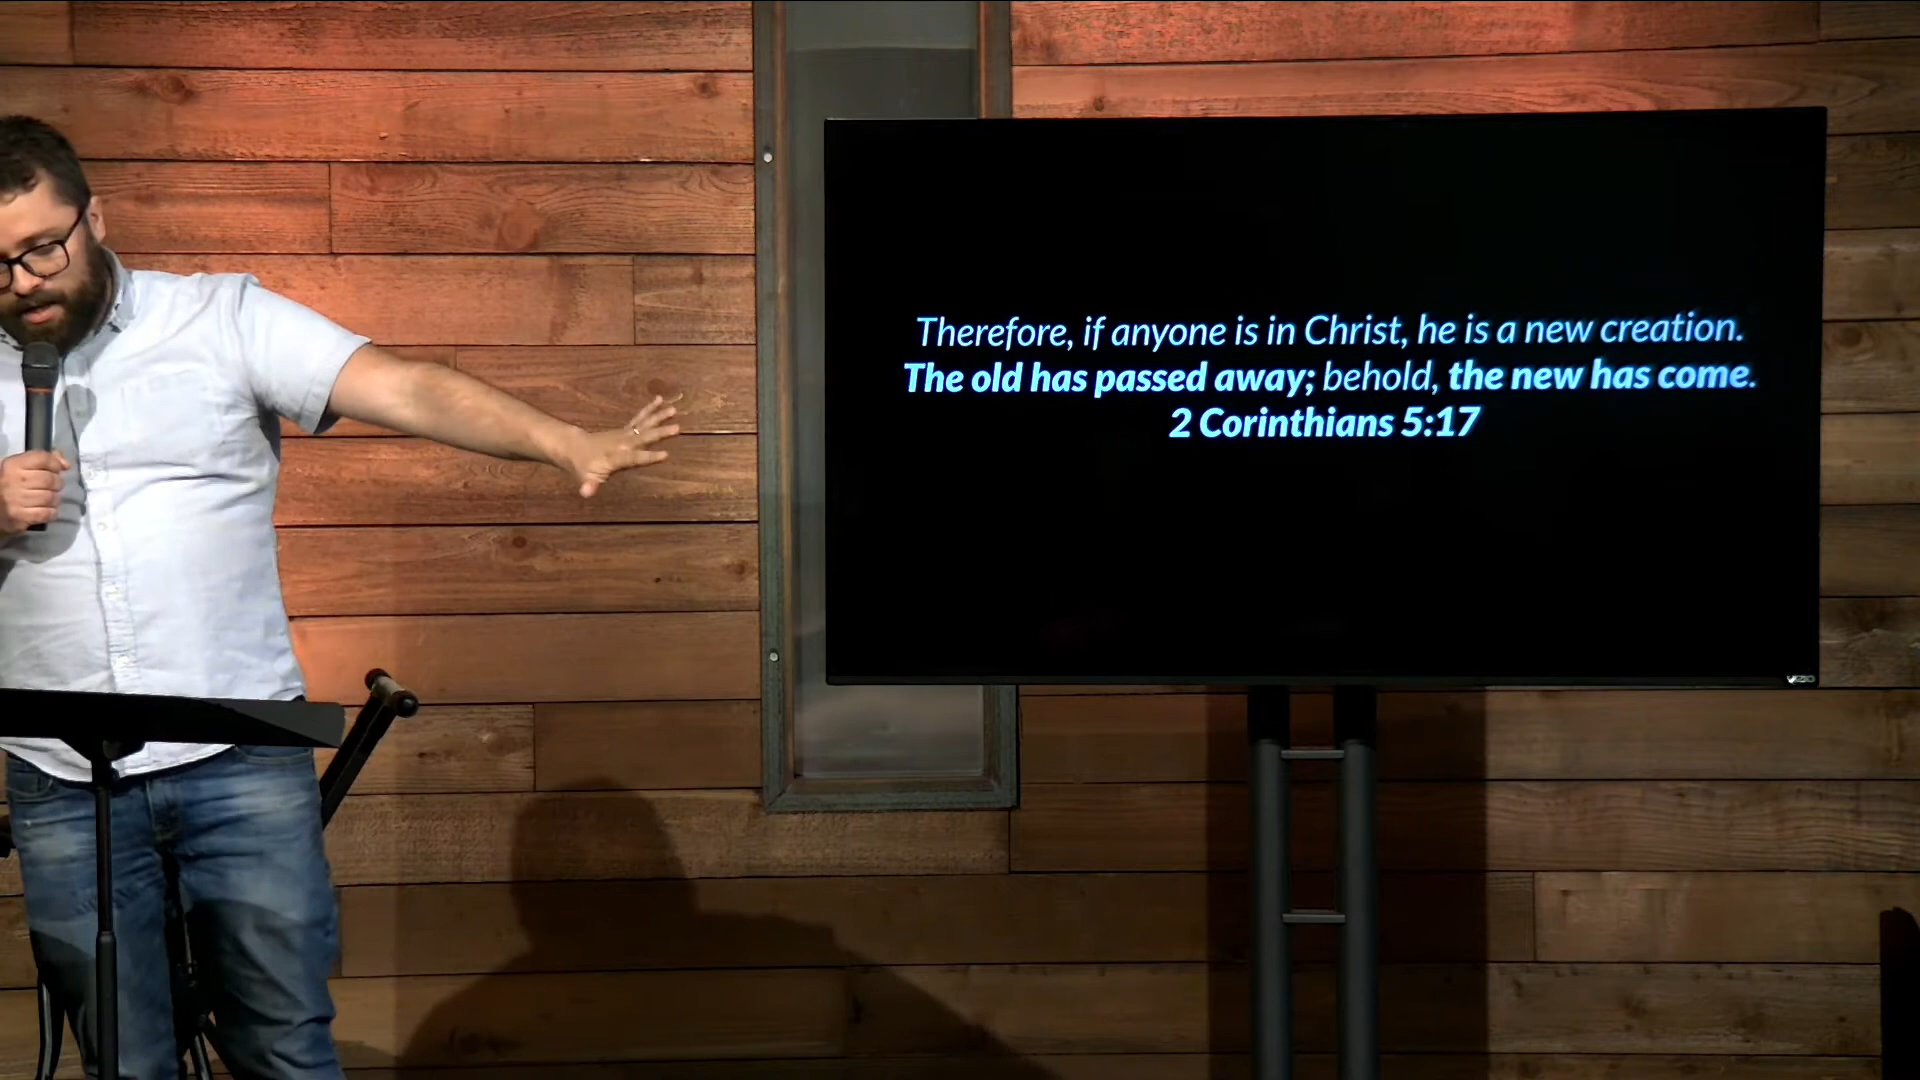 Therefore, if anyone is in Christ, he is a new creation.
The old has passed away; behold, the new has come.
2 Corinthians 5:17
VIZIO